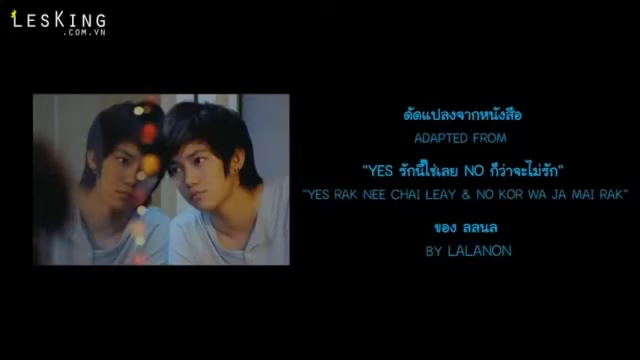 LESKING
.COM.VN
ดัดแปลงจากหนังสือ
ADAPTED FROM
"YES รักนี้ใช่เลย NO ก็ว่าจะไม่รัก"
"YES RAK NEE CHAI LEAY & NO KOR WA JA MAI RAK"
ของ ลลนล
BY LALANON